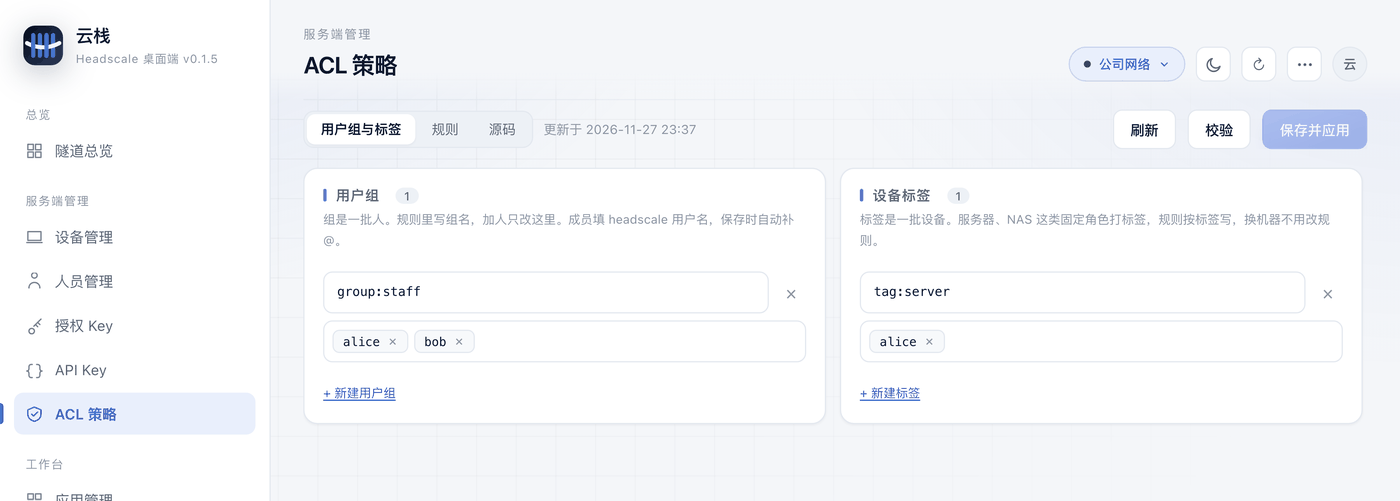 云栈
Headscale 桌面端 v0.1.5
总览
隧道总览
服务端管理
设备管理
人员管理
授权 Key
API Key
ACL 策略
工作台
应用管理
服务端管理
ACL 策略
公司网络
云
用户组与标签 规则 源码 更新于 2026-11-27 23:37
刷新 校验 保存并应用
用户组 1
组是一批人。规则里写组名，加人只改这里。成员填 headscale 用户名，保存时自动补
@。
group:staff ×
alice × bob ×
+ 新建用户组
设备标签 1
标签是一批设备。服务器、NAS 这类固定角色打标签，规则按标签写，换机器不用改规
则。
tag:server ×
alice ×
+ 新建标签